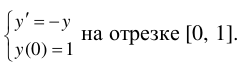 y′ = −y
y(0) = 1
на отрезке [0, 1].